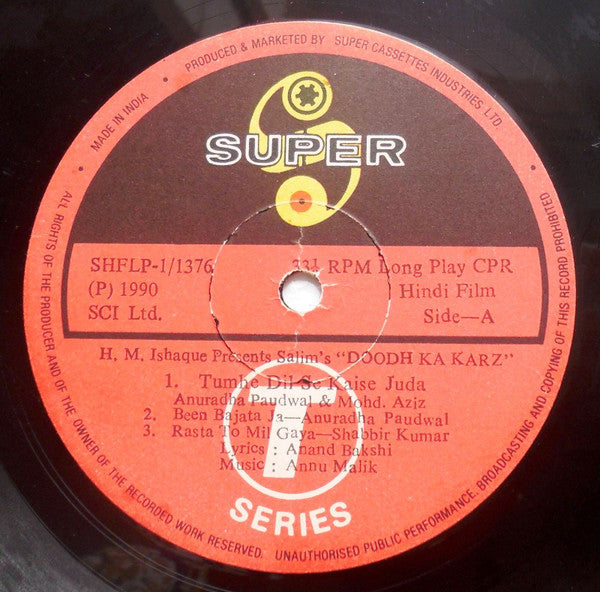 • MADE IN INDIA • PRODUCED & MARKETED BY SUPER CASSETTES INDUSTRIES LTD.
SUPER
SHFLP-1/1376 33⅓ RPM Long Play CPR
(P) 1990 Hindi Film
SCI Ltd. Side—A
H. M. Ishaque Presents Salim's "DOODH KA KARZ"
1. Tumhe Dil Se Kaise Juda
Anuradha Paudwal & Mohd. Aziz
2. Been Bajata Ja—Anuradha Paudwal
3. Rasta To Mil Gaya—Shabbir Kumar
Lyrics : Anand Bakshi
Music : Annu Malik
T
SERIES
ALL RIGHTS OF THE PRODUCER AND OF THE OWNER OF THE RECORDED WORK RESERVED. UNAUTHORISED PUBLIC PERFORMANCE, BROADCASTING AND COPYING OF THIS RECORD PROHIBITED